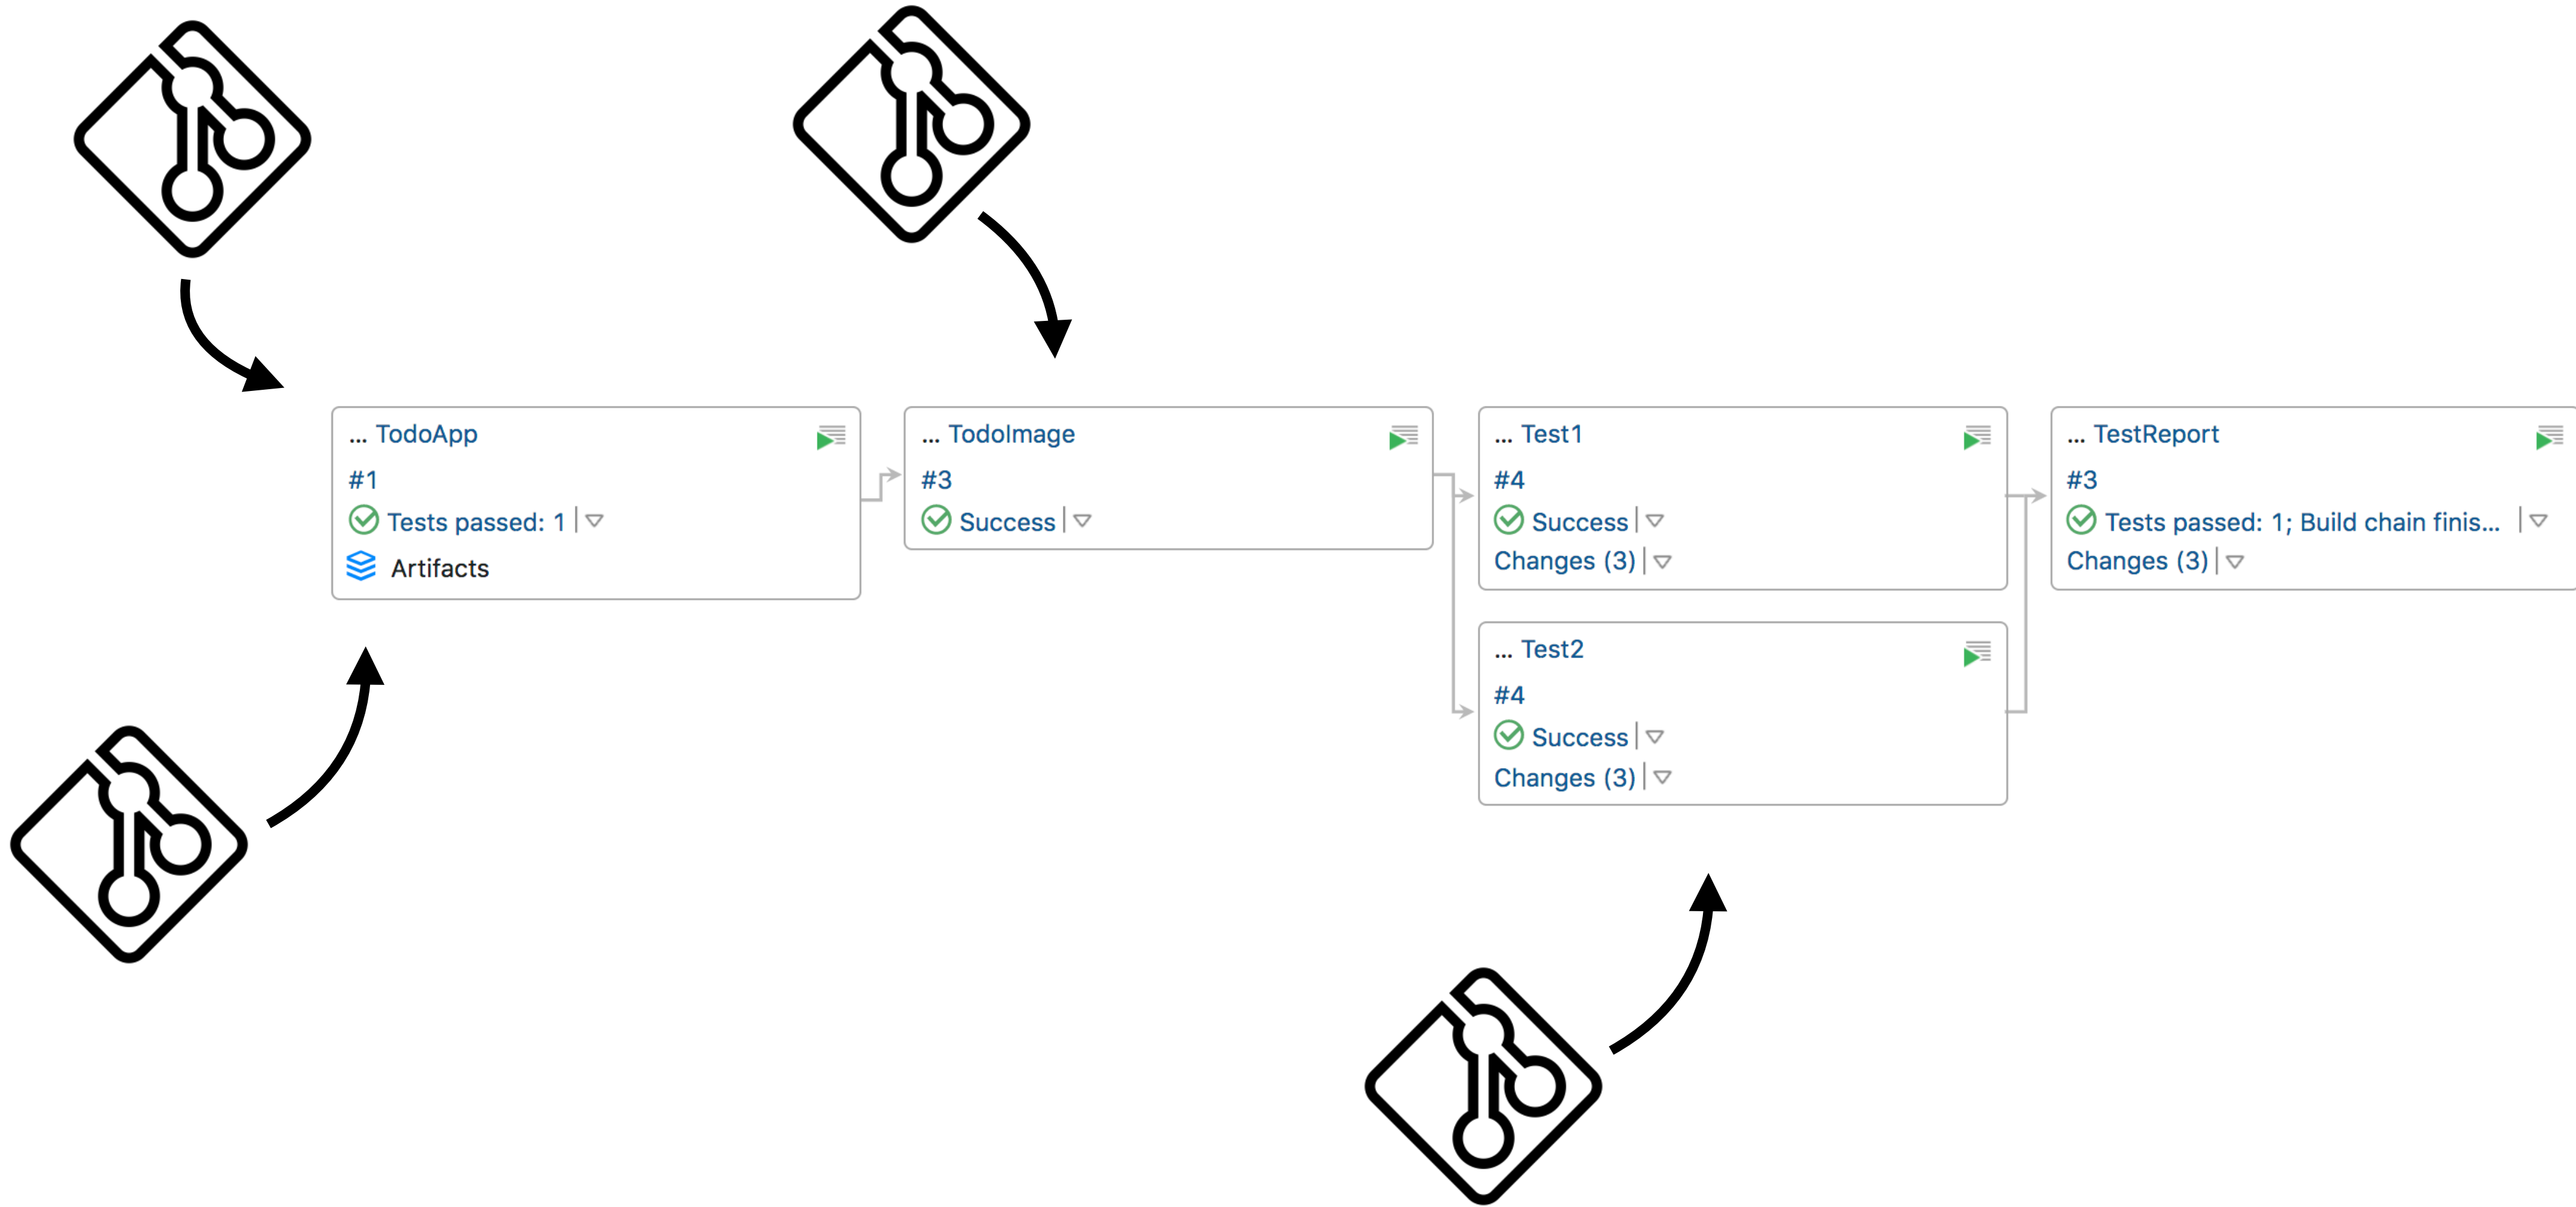 ... TodoApp
#1
Tests passed: 1
Artifacts
... TodoImage
#3
Success
... Test1
#4
Success
Changes (3)
... Test2
#4
Success
Changes (3)
... TestReport
#3
Tests passed: 1; Build chain finis...
Changes (3)